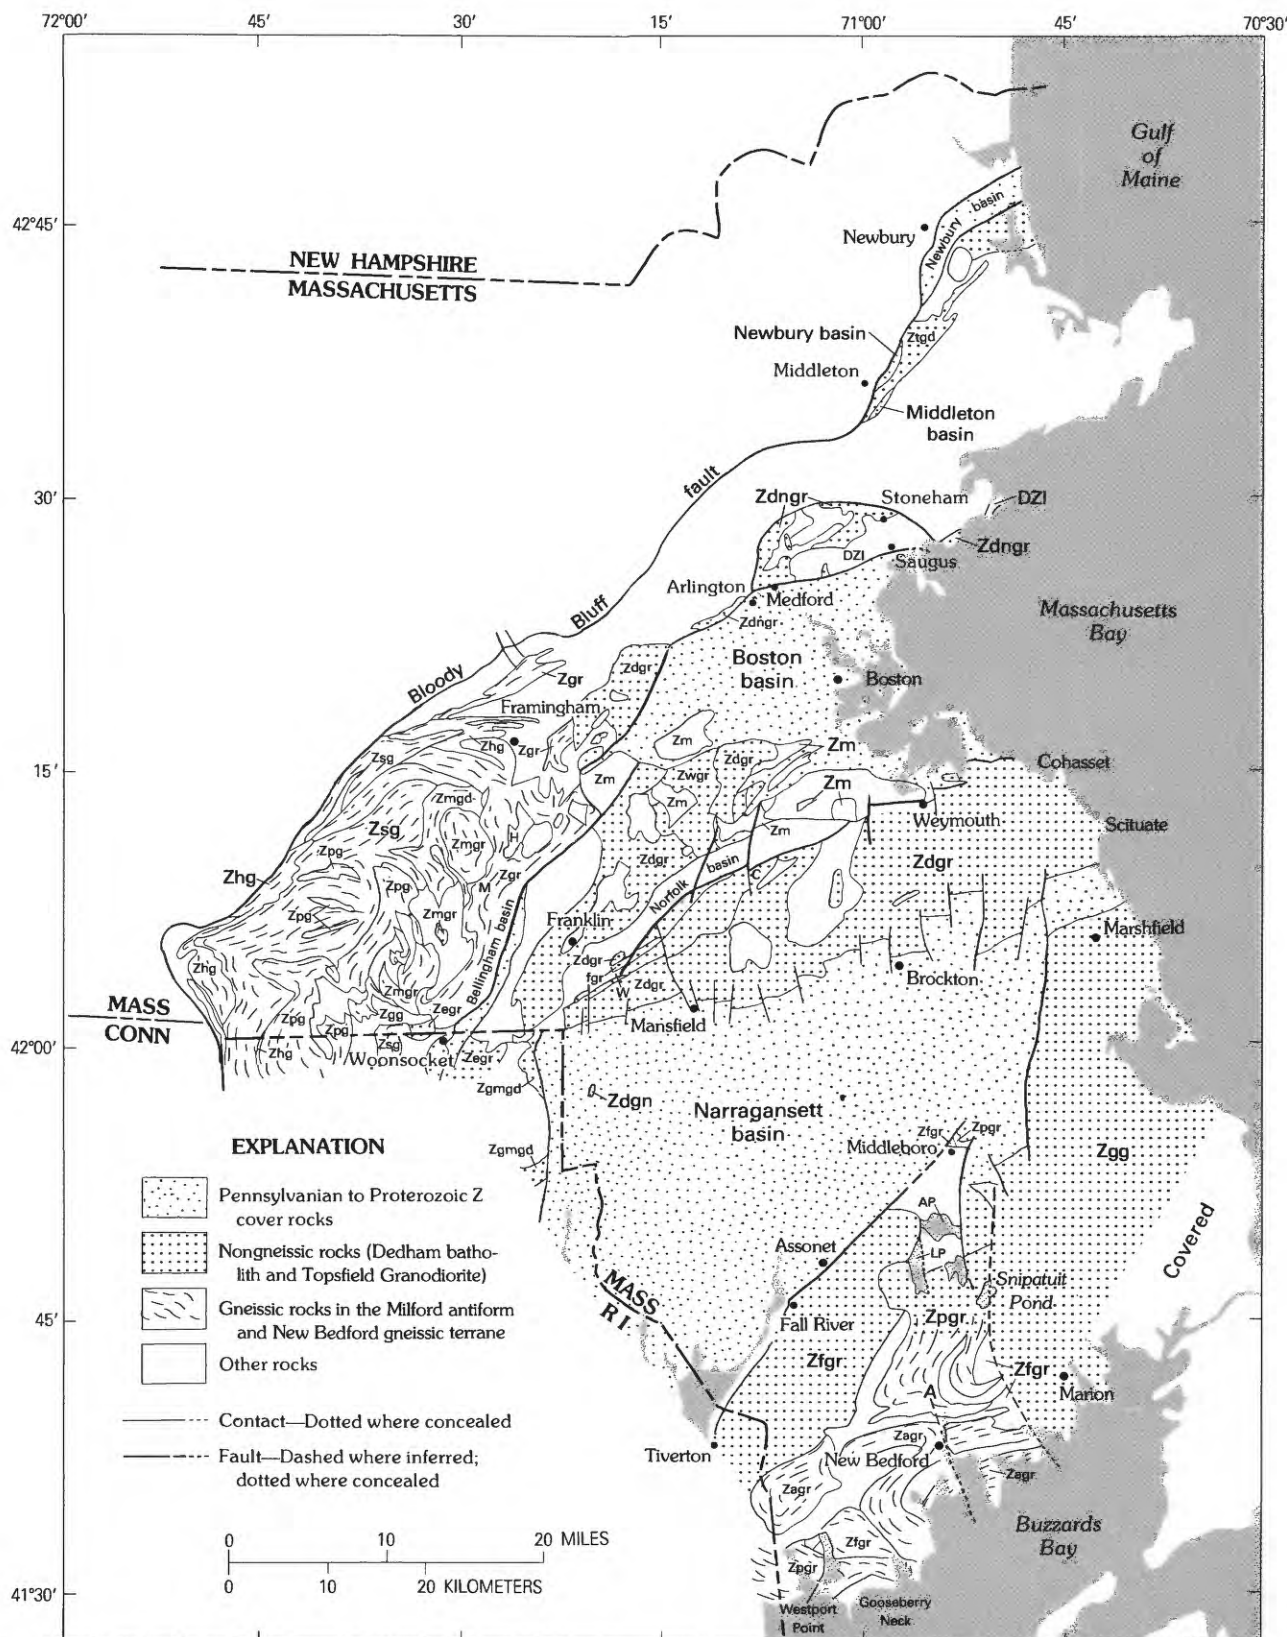 72°00' 45' 30' 15' 71°00' 45' 70°30'
Gulf
of
Maine
42°45'
Newbury
Newbury basin
NEW HAMPSHIRE
MASSACHUSETTS
Newbury basin
Ztgd
Middleton
Middleton
basin
30'
fault
Zdngr
Stoneham
DZI
DZI
Saugus
Zdngr
Arlington
Medford
Zdngr
Massachusetts
Bay
Bluff
Boston
basin
Boston
Zdgr
Zgr
Bloody
Framingham
Zhg
Zgr
Zm
Zdgr
Zm
Cohasset
15'
Zsg
Zm
Zwgr
Zmgd
Zm
Zm
Weymouth
Scituate
Zsg
Zmgr
H
Zm
Zpg
Zgr
Zdgr
basin
Zdgr
Zhg
Zpg
M
C
Norfolk
Zpg
Zmgr
Franklin
Marshfield
Bellingham basin
Zhg
Zdgr
Brockton
fgr
Zmgr
W
Zdgr
MASS
CONN
Zpg
Zgg
Zegr
Mansfield
Zpg
42°00'
Zhg
Zsg
Woonsocket
Zegr
Zgmgd
Zdgn
Narragansett
basin
Zfgr
Zpgr
Middleboro
Zgg
EXPLANATION
Zgmgd
Pennsylvanian to Proterozoic Z
cover rocks
AP
Covered
Nongneissic rocks (Dedham batho-
lith and Topsfield Granodiorite)
Assonet
LP
MASS
R I
Snipatuit
Pond
Gneissic rocks in the Milford antiform
and New Bedford gneissic terrane
45'
Fall River
Zpgr
Other rocks
Zfgr
Zfgr
Marion
A
Contact—Dotted where concealed
Zagr
Fault—Dashed where inferred;
dotted where concealed
Tiverton
New Bedford
Zagr
Zagr
0 10 20 MILES
Buzzards
Bay
Zfgr
0 10 20 KILOMETERS
Zpgr
41°30'
Westport
Point
Gooseberry
Neck